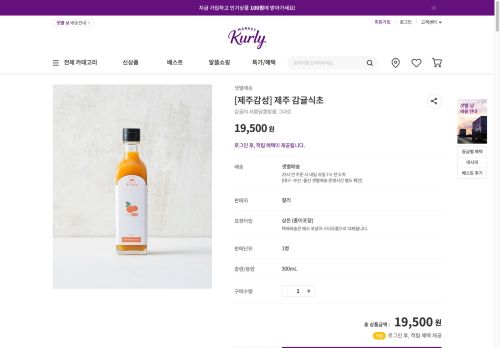 지금 가입하고 인기상품 100원에 받아가세요!
샛별·낮 배송안내
회원가입 로그인 고객센터
MARKET
Kurly
전체 카테고리 신상품 베스트 알뜰쇼핑 특가/혜택
검색어를 입력해주세요.
샛별배송
[제주감성] 제주 감귤식초
감귤의 새콤달콤함을 그대로
19,500 원
로그인 후, 적립 혜택이 제공됩니다.
배송 샛별배송
23시 전 주문 시 내일 아침 7시 전 도착
(대구·부산·울산 샛별배송 운영시간 별도 확인)
판매자 컬리
포장타입 상온 (종이포장)
택배배송은 에코 포장이 스티로폼으로 대체됩니다.
판매단위 1병
중량/용량 300mL
구매수량 - 1 +
총 상품금액 : 19,500 원
적립 로그인 후, 적립 혜택 제공
샛별·낮
배송 안내
등급별 혜택
레시피
베스트 후기